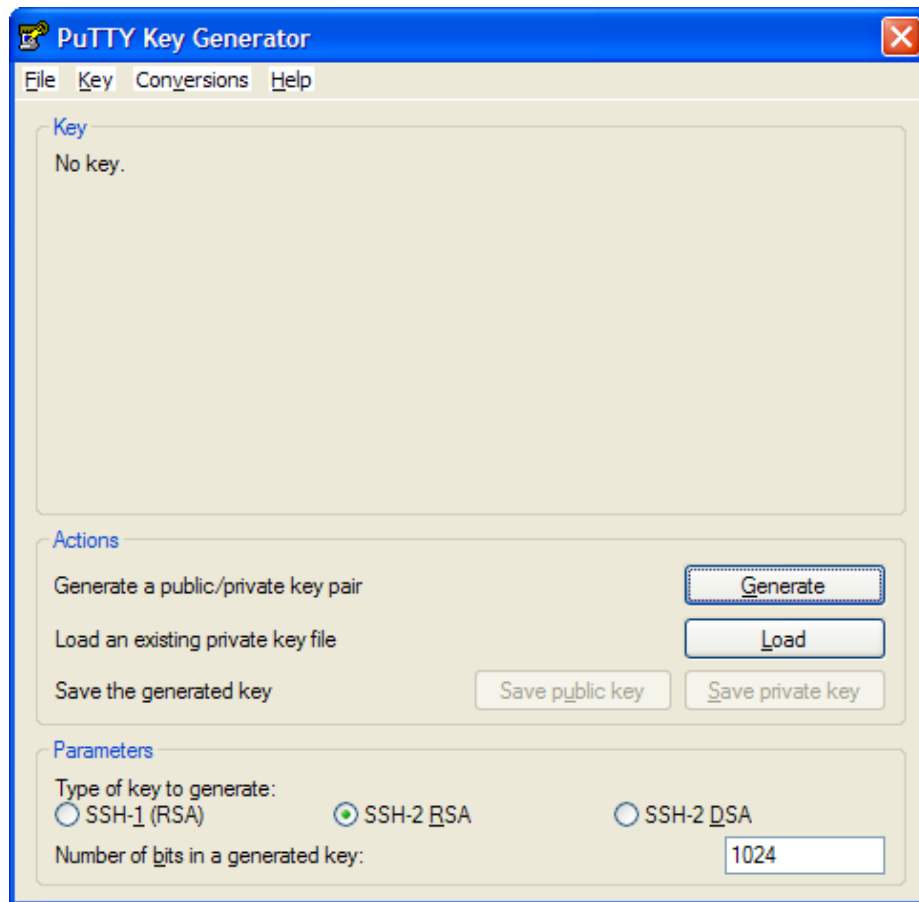 PuTTY Key Generator
File Key Conversions Help
Key
No key.
Actions
Generate a public/private key pair Generate
Load an existing private key file Load
Save the generated key Save public key Save private key
Parameters
Type of key to generate:
SSH-1 (RSA) SSH-2 RSA SSH-2 DSA
Number of bits in a generated key: 1024